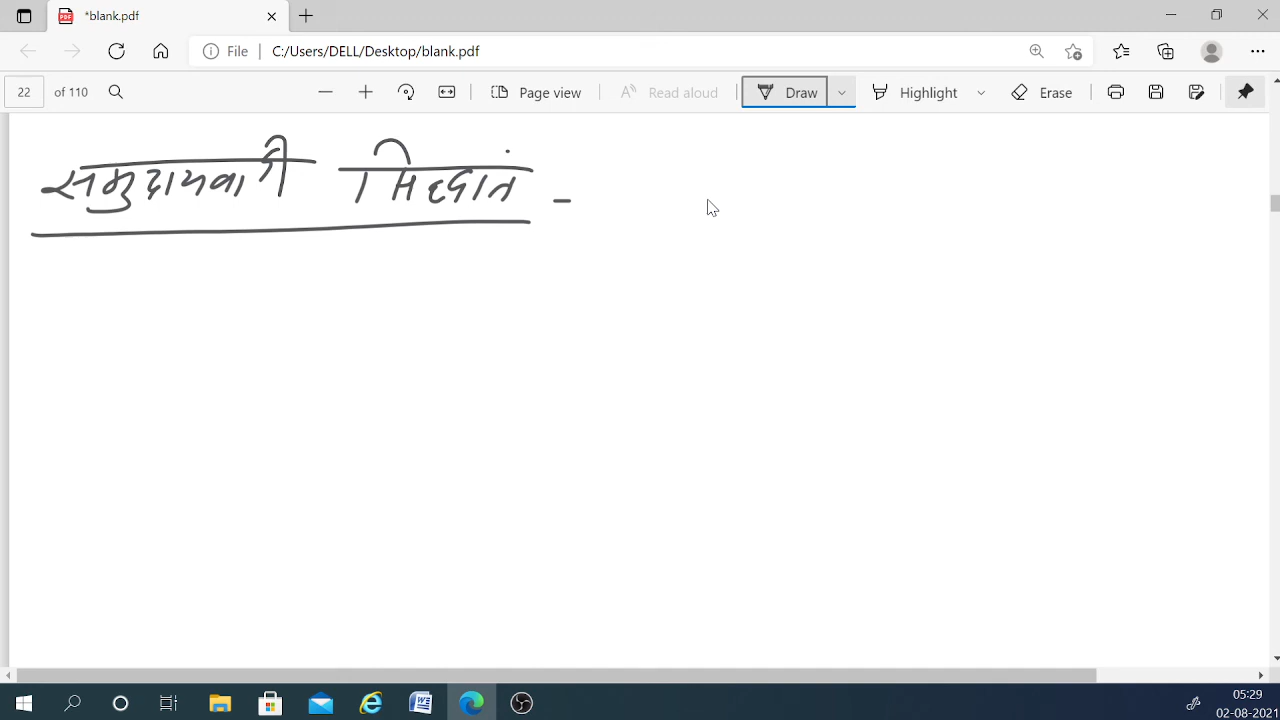 *blank.pdf
File C:/Users/DELL/Desktop/blank.pdf
22 of 110 Page view Read aloud Draw Highlight Erase
समुदायवादी सिद्धांत -
05:29
02-08-2021